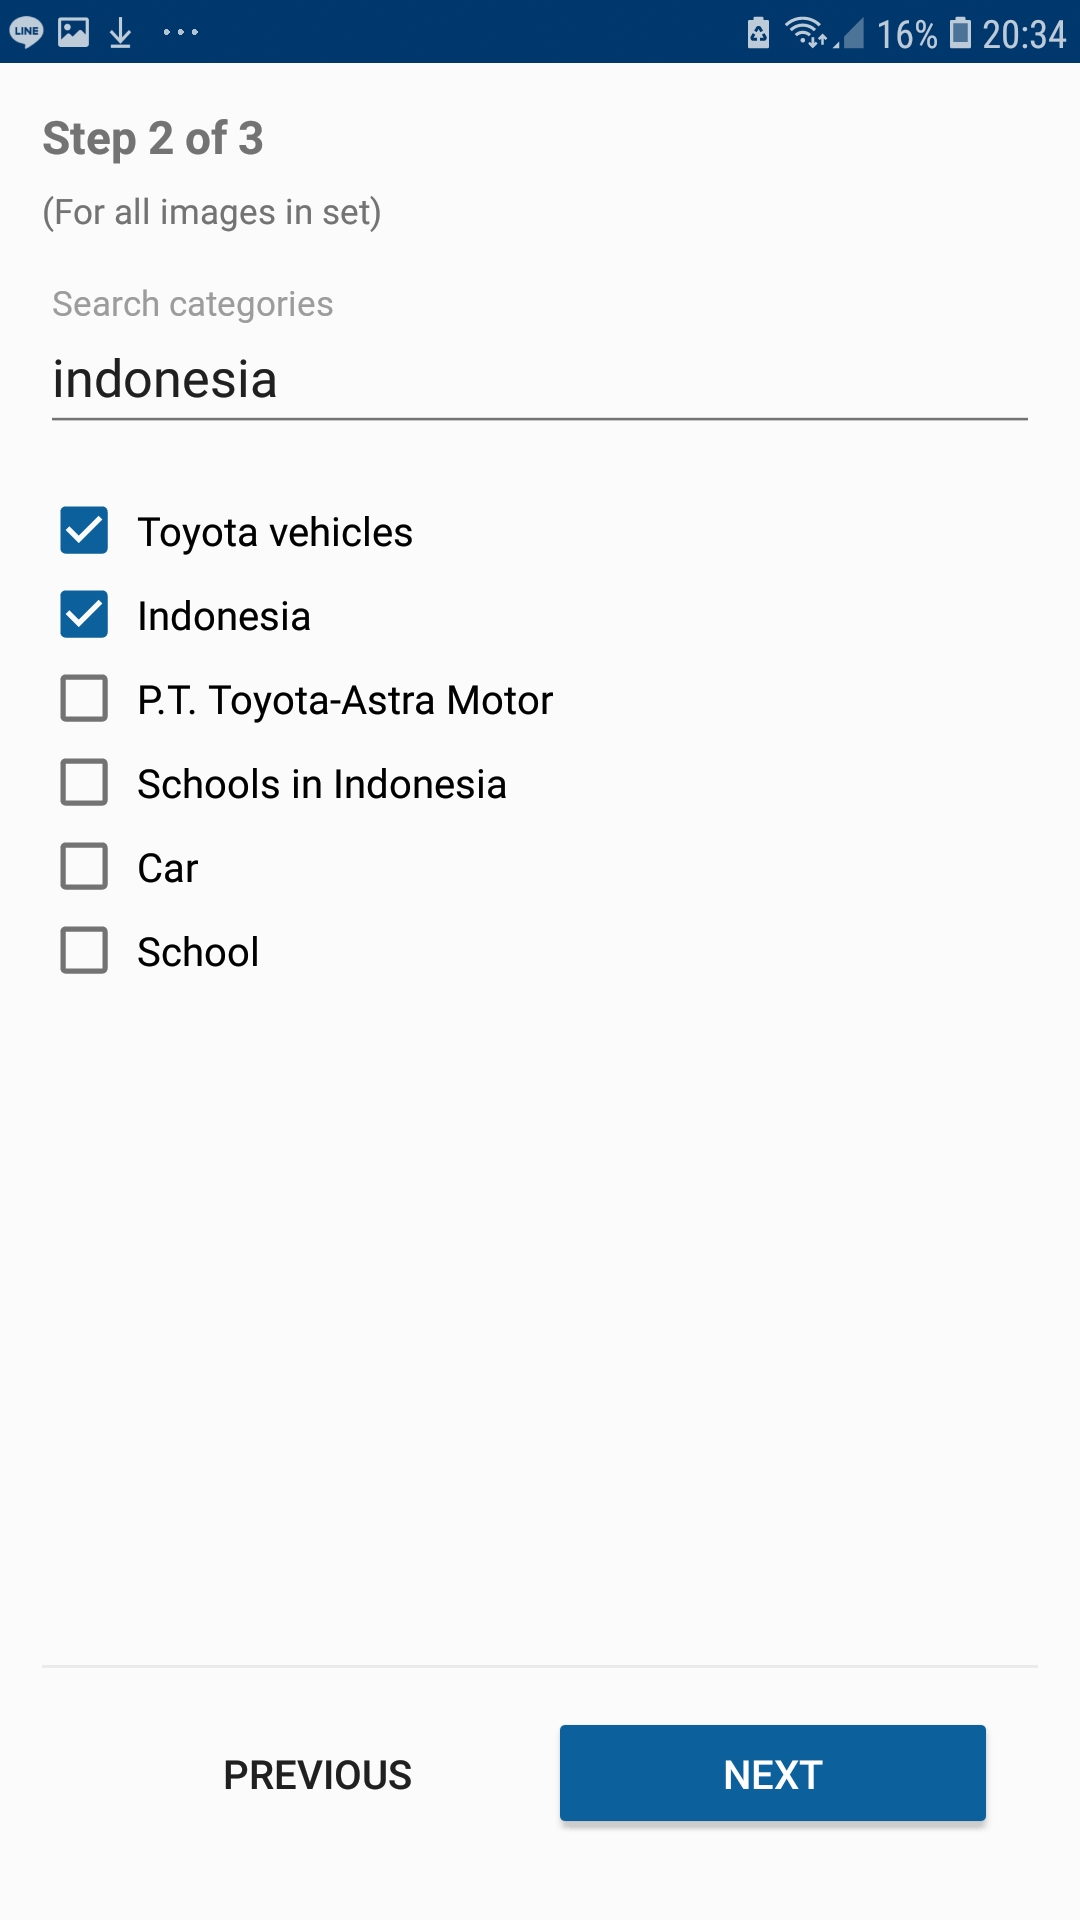 LINE 16% 20:34
Step 2 of 3
(For all images in set)
Search categories
indonesia
Toyota vehicles
Indonesia
P.T. Toyota-Astra Motor
Schools in Indonesia
Car
School
PREVIOUS NEXT